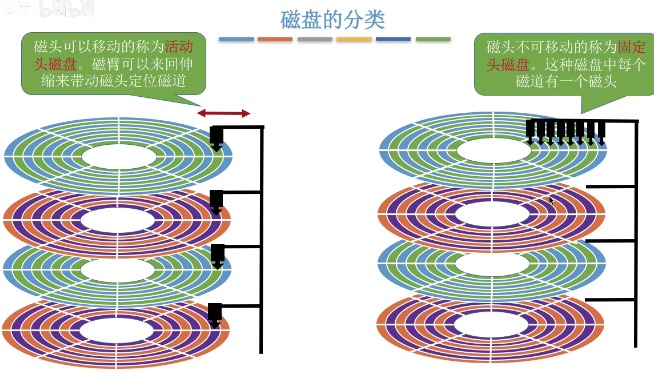 磁盘的分类
磁头可以移动的称为活动
头磁盘。磁臂可以来回伸
缩来带动磁头定位磁道
磁头不可移动的称为固定
头磁盘。这种磁盘中每个
磁道有一个磁头